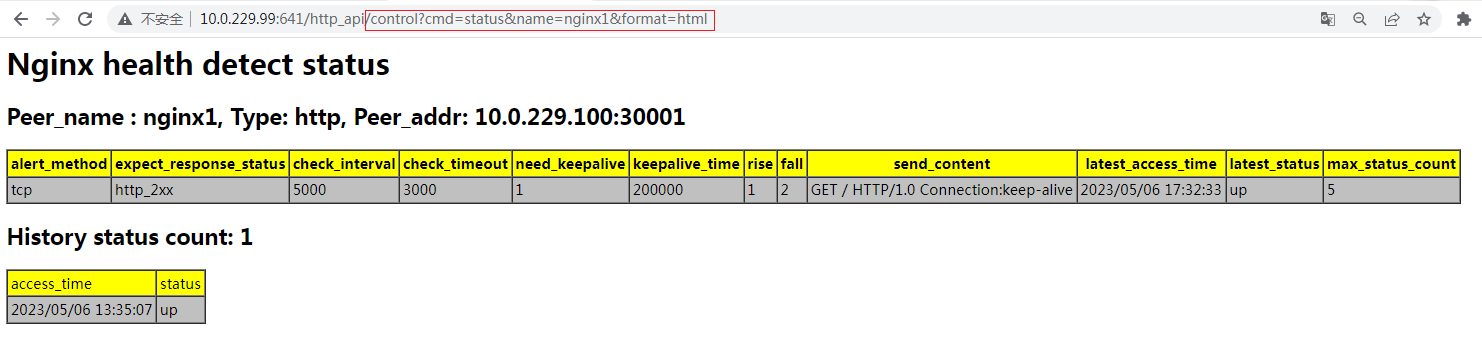 不安全 | 10.0.229.99:641/http_api/control?cmd=status&name=nginx1&format=html
Nginx health detect status
Peer_name : nginx1, Type: http, Peer_addr: 10.0.229.100:30001
alert_method expect_response_status check_interval check_timeout need_keepalive keepalive_time rise fall send_content latest_access_time latest_status max_status_count
tcp http_2xx 5000 3000 1 200000 1 2 GET / HTTP/1.0 Connection:keep-alive 2023/05/06 17:32:33 up 5
History status count: 1
access_time status
2023/05/06 13:35:07 up